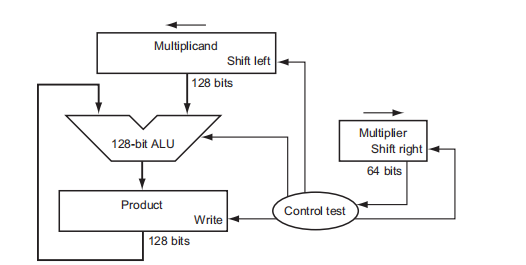 Multiplicand
Shift left
128 bits
128-bit ALU
Multiplier
Shift right
64 bits
Product
Write
Control test
128 bits